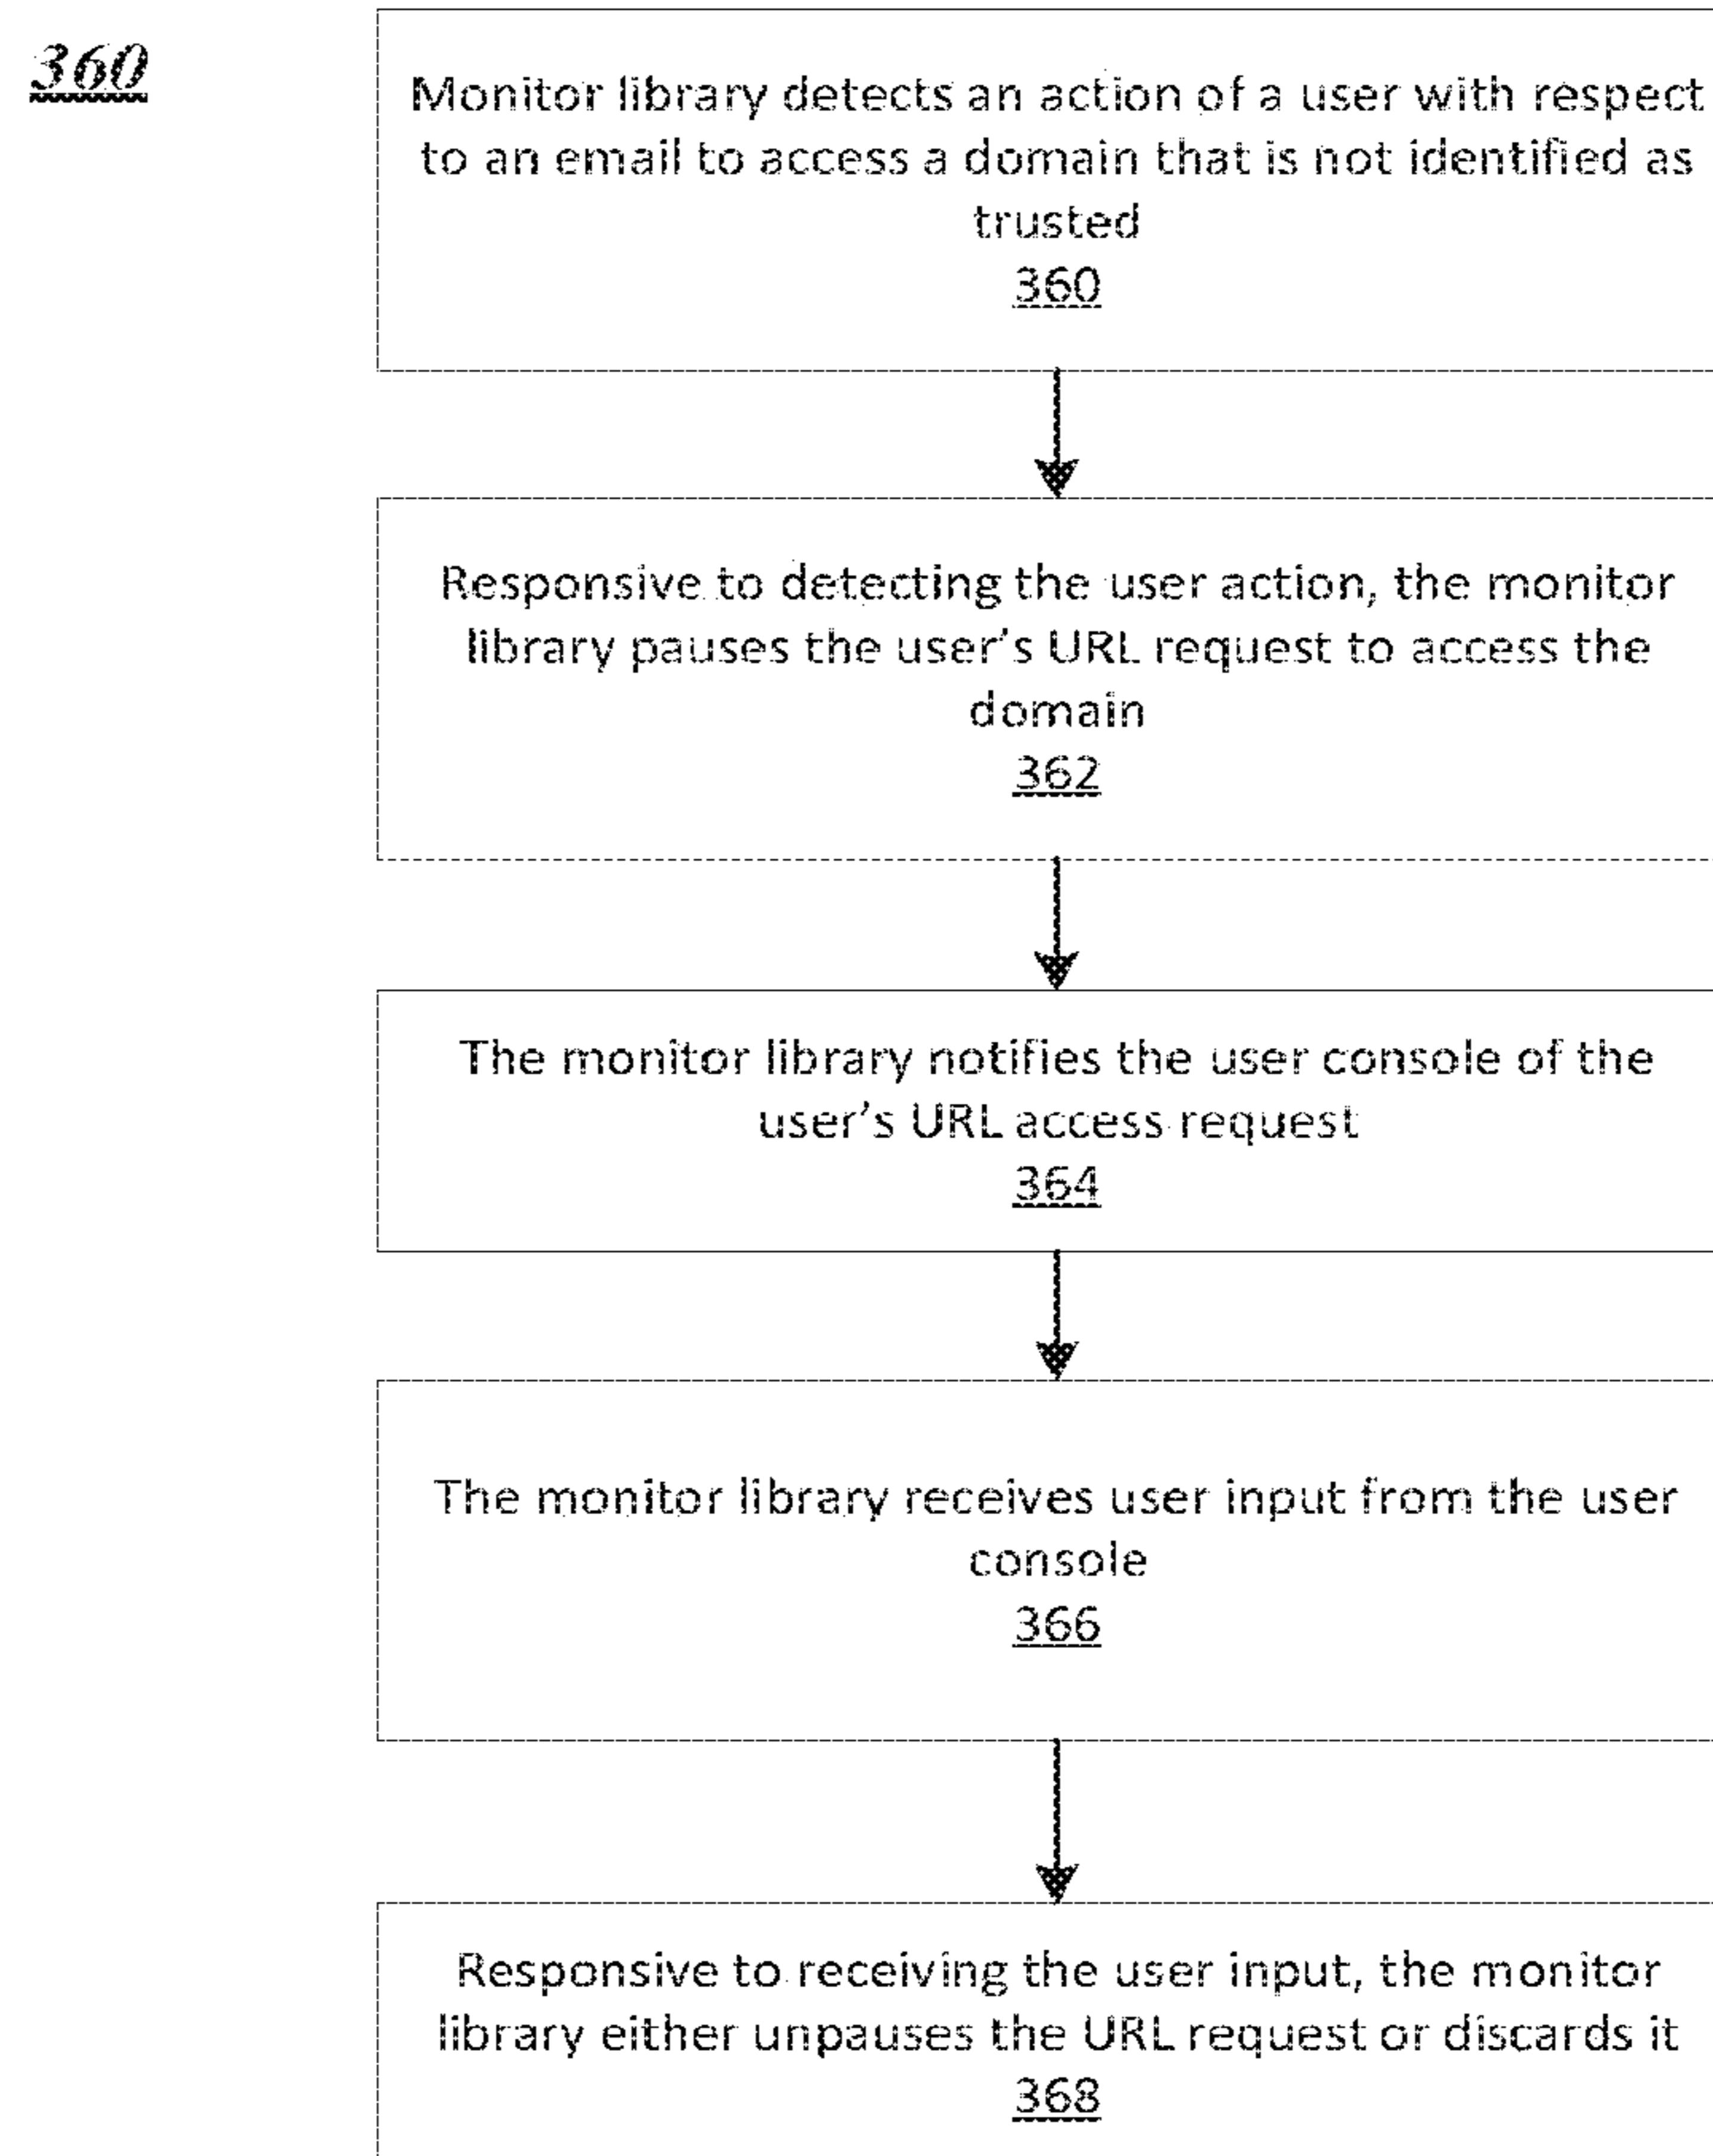 360
Monitor library detects an action of a user with respect
to an email to access a domain that is not identified as
trusted
360
Responsive to detecting the user action, the monitor
library pauses the user's URL request to access the
domain
362
The monitor library notifies the user console of the
user's URL access request
364
The monitor library receives user input from the user
console
366
Responsive to receiving the user input, the monitor
library either unpauses the URL request or discards it
368